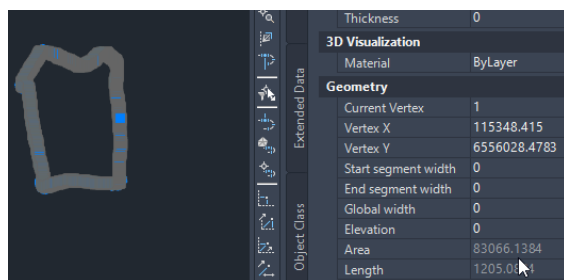 Thickness 0
3D Visualization
Material ByLayer
Geometry
Current Vertex 1
Vertex X 115348.415
Vertex Y 6556028.4783
Start segment width 0
End segment width 0
Global width 0
Elevation 0
Area 83066.1384
Length
Extended Data
Object Class